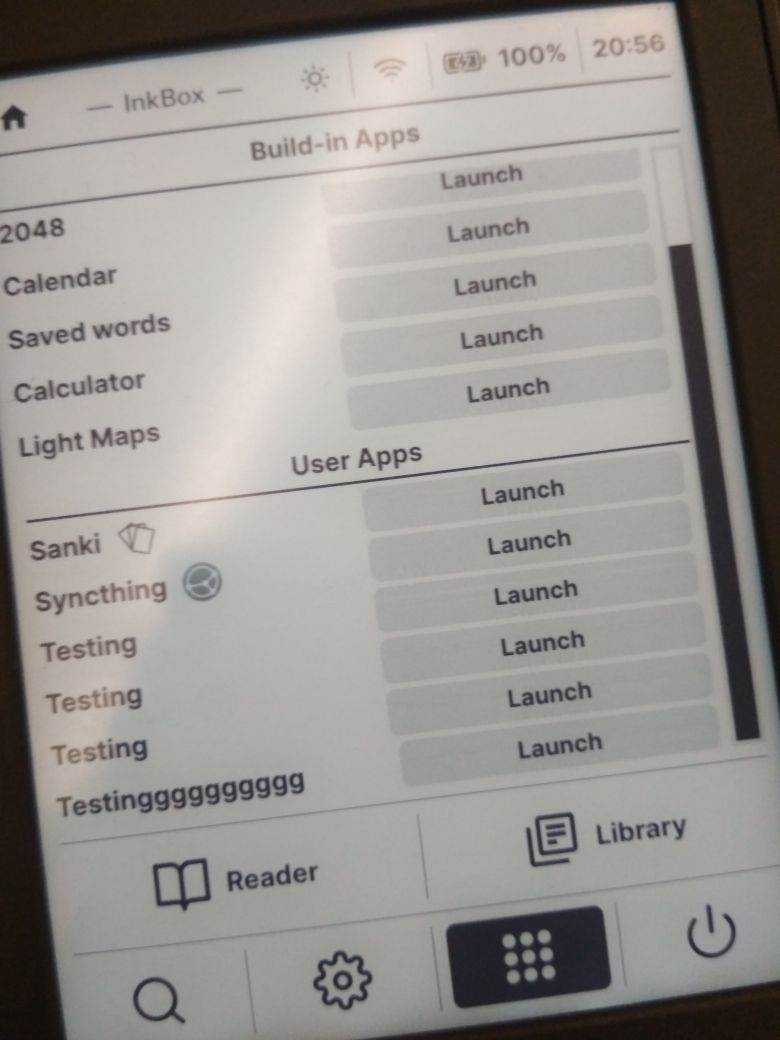 — InkBox — 100% 20:56
Build-in Apps
Launch
2048 Launch
Calendar Launch
Saved words Launch
Calculator Launch
Light Maps
User Apps
Launch
Sanki Launch
Syncthing Launch
Testing Launch
Testing Launch
Testing Launch
Testinggggggggggg
Reader Library